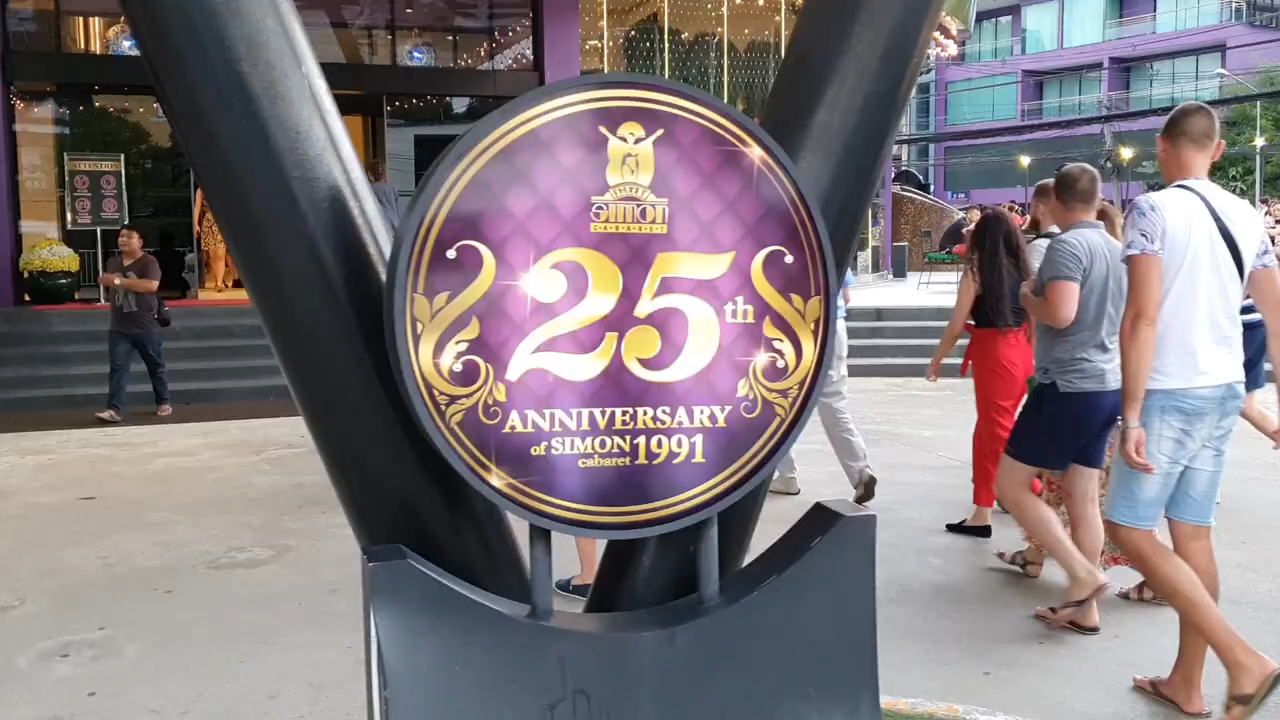 ATTENTION
SIMON
CABARET
25th
ANNIVERSARY
of SIMON 1991
cabaret